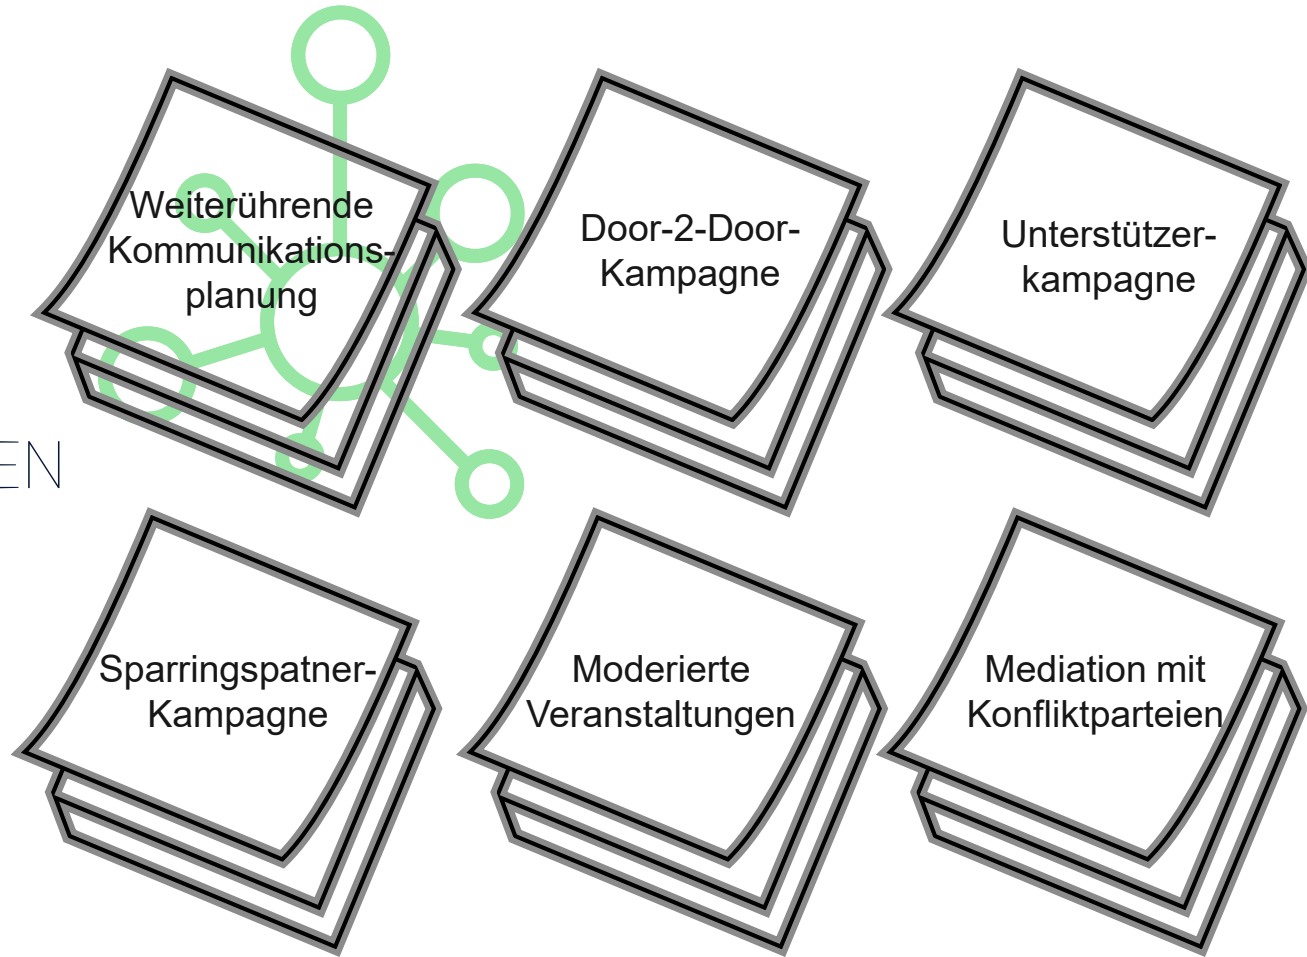 Weiterührende
Kommunikations-
planung
Door-2-Door-
Kampagne
Unterstützer-
kampagne
EN
Sparringspatner-
Kampagne
Moderierte
Veranstaltungen
Mediation mit
Konfliktparteien